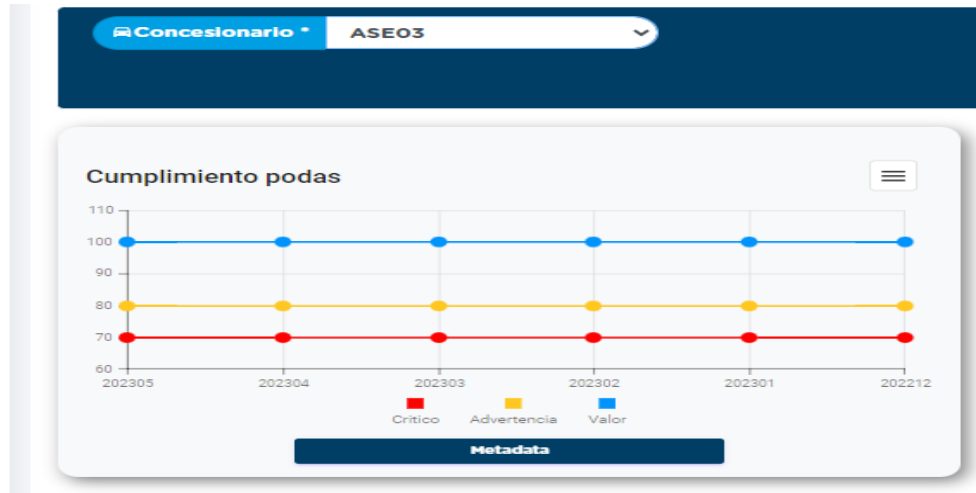 Concesionario * ASE03
Cumplimiento podas
110
100
90
80
70
60
202305 202304 202303 202302 202301 202212
Critico Advertencia Valor
Metadata